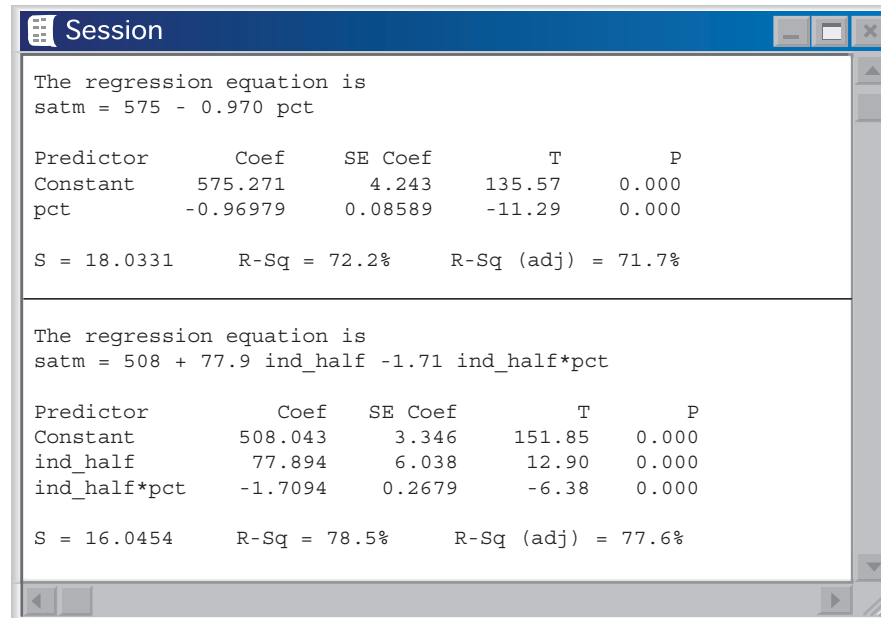 Session
The regression equation is
satm = 575 - 0.970 pct
Predictor Coef SE Coef T P
Constant 575.271 4.243 135.57 0.000
pct -0.96979 0.08589 -11.29 0.000
S = 18.0331 R-Sq = 72.2% R-Sq (adj) = 71.7%
The regression equation is
satm = 508 + 77.9 ind_half -1.71 ind_half*pct
Predictor Coef SE Coef T P
Constant 508.043 3.346 151.85 0.000
ind_half 77.894 6.038 12.90 0.000
ind_half*pct -1.7094 0.2679 -6.38 0.000
S = 16.0454 R-Sq = 78.5% R-Sq (adj) = 77.6%